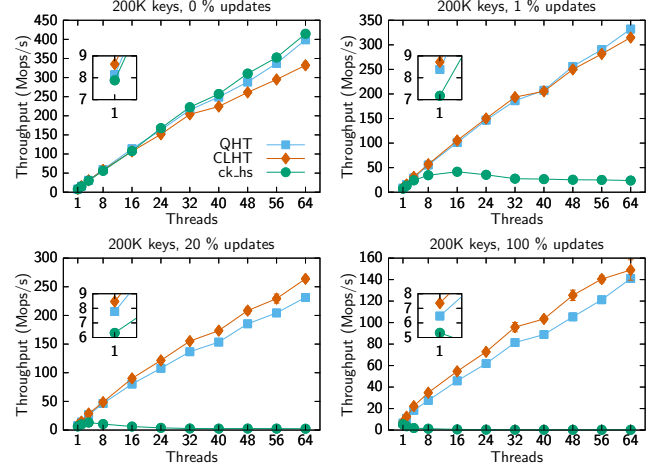 200K keys, 0 % updates
Throughput (Mops/s)
450
400
350
300
250
200
150
100
50
0
9
8
7
1
QHT
CLHT
ck_hs
1 8 16 24 32 40 48 56 64
Threads
200K keys, 1 % updates
Throughput (Mops/s)
350
300
250
200
150
100
50
0
9
8
7
1
1 8 16 24 32 40 48 56 64
Threads
200K keys, 20 % updates
Throughput (Mops/s)
300
250
200
150
100
50
0
9
8
7
6
1
1 8 16 24 32 40 48 56 64
Threads
200K keys, 100 % updates
Throughput (Mops/s)
160
140
120
100
80
60
40
20
0
8
7
6
5
1
1 8 16 24 32 40 48 56 64
Threads